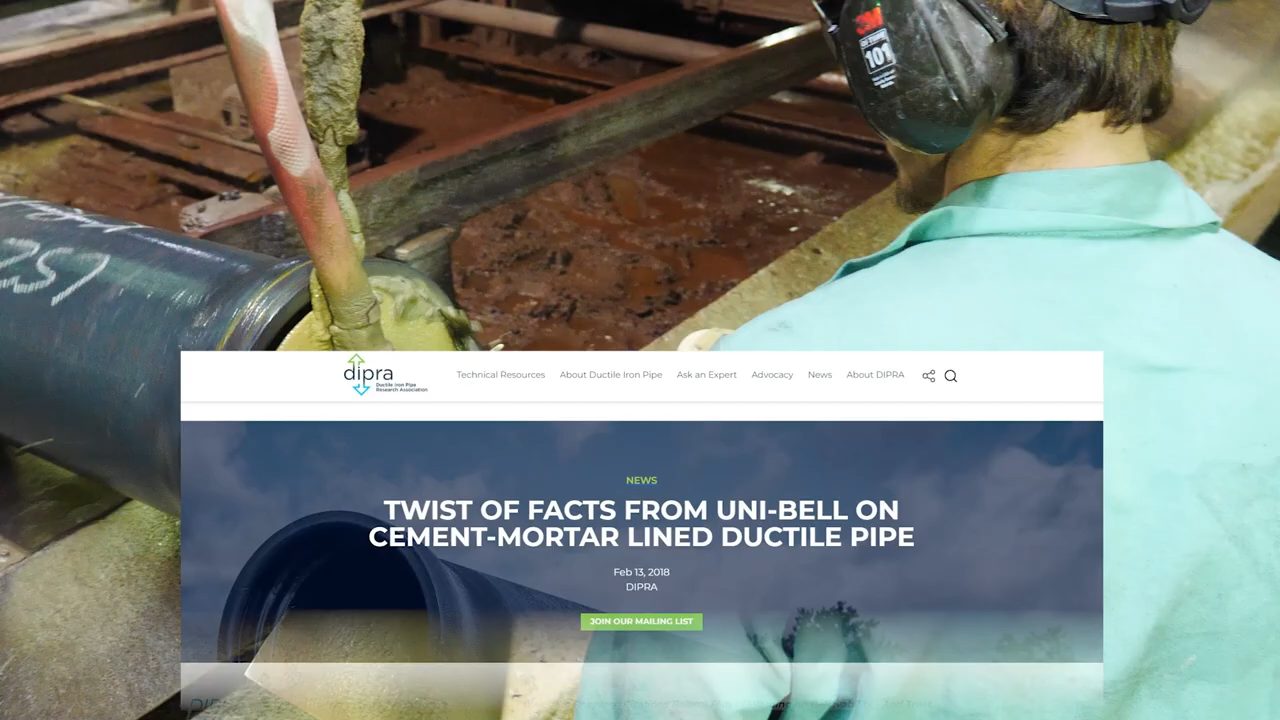 3M
101
dipra
Ductile Iron Pipe
Research Association
Technical Resources
About Ductile Iron Pipe
Ask an Expert
Advocacy
News
About DIPRA
NEWS
TWIST OF FACTS FROM UNI-BELL ON
CEMENT-MORTAR LINED DUCTILE PIPE
Feb 13, 2018
DIPRA
JOIN OUR MAILING LIST